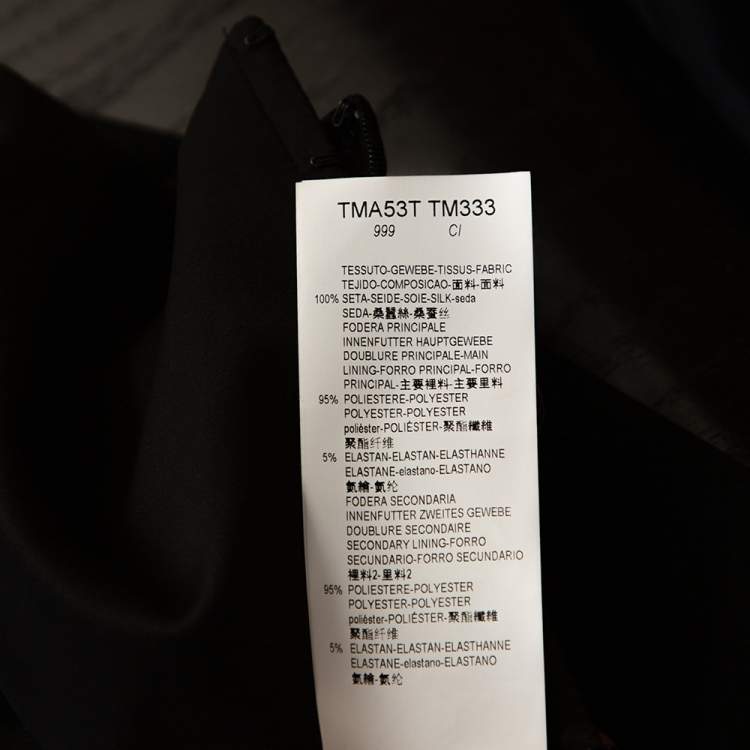 TMA53T TM333
999 CI
TESSUTO-GEWEBE-TISSUS-FABRIC
TEJIDO-COMPOSICAO-面料-面料
100% SETA-SEIDE-SOIE-SILK-seda
SEDA-桑蠶絲-桑蚕丝
FODERA PRINCIPALE
INNENFUTTER HAUPTGEWEBE
DOUBLURE PRINCIPALE-MAIN
LINING-FORRO PRINCIPAL-FORRO
PRINCIPAL-主要裡料-主要里料
95% POLIESTERE-POLYESTER
POLYESTER-POLYESTER
poliéster-POLIÉSTER-聚酯纖維
聚酯纤维
5% ELASTAN-ELASTAN-ELASTHANNE
ELASTANE-elastano-ELASTANO
氨綸-氨纶
FODERA SECONDARIA
INNENFUTTER ZWEITES GEWEBE
DOUBLURE SECONDAIRE
SECONDARY LINING-FORRO
SECUNDARIO-FORRO SECUNDARIO
裡料2-里料2
95% POLIESTERE-POLYESTER
POLYESTER-POLYESTER
poliéster-POLIÉSTER-聚酯纖維
聚酯纤维
5% ELASTAN-ELASTAN-ELASTHANNE
ELASTANE-elastano-ELASTANO
氨綸-氨纶